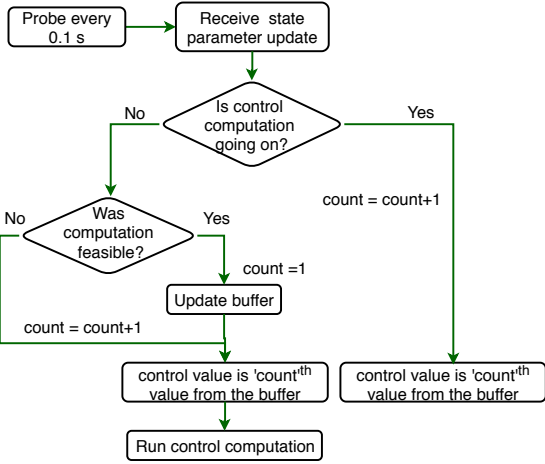 Probe every
0.1 s
Receive state
parameter update
Is control
computation
going on?
No
Yes
count = count+1
No
Was
computation
feasible?
Yes
count =1
Update buffer
count = count+1
control value is 'count'th
value from the buffer
control value is 'count'th
value from the buffer
Run control computation